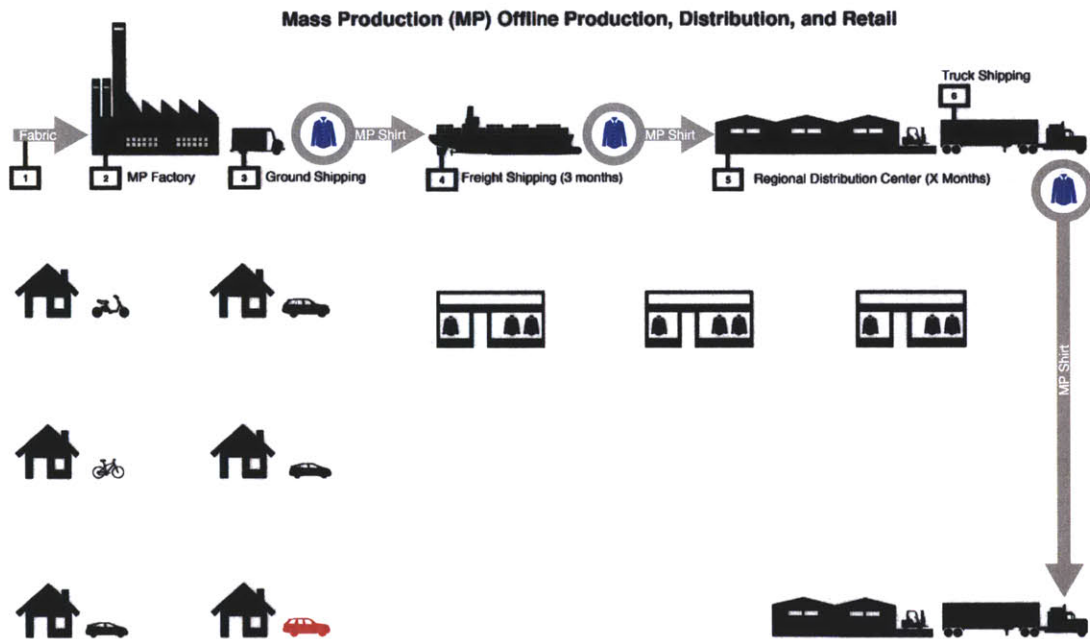 Mass Production (MP) Offline Production, Distribution, and Retail
Truck Shipping
6
Fabric
MP Shirt
MP Shirt
1
2 MP Factory
3 Ground Shipping
4 Freight Shipping (3 months)
5 Regional Distribution Center (X Months)
MP Shirt